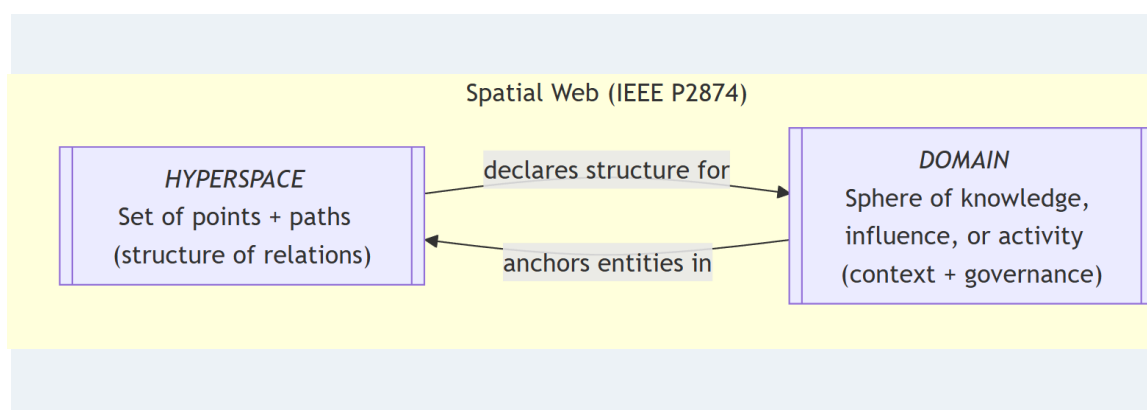 Spatial Web (IEEE P2874)
HYPERSPACE
Set of points + paths
(structure of relations)
declares structure for
anchors entities in
DOMAIN
Sphere of knowledge,
influence, or activity
(context + governance)